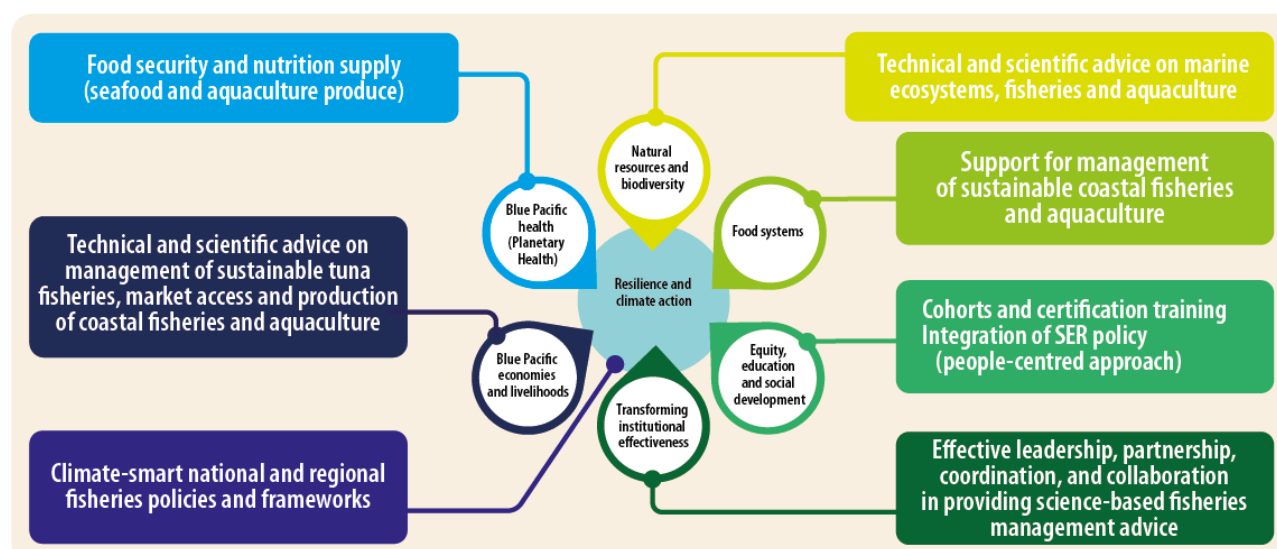 Food security and nutrition supply
(seafood and aquaculture produce)
Technical and scientific advice on
management of sustainable tuna
fisheries, market access and production
of coastal fisheries and aquaculture
Climate-smart national and regional
fisheries policies and frameworks
Natural
resources and
biodiversity
Blue Pacific
health
(Planetary
Health)
Food systems
Resilience and
climate action
Blue Pacific
economies
and livelihoods
Equity,
education
and social
development
Transforming
institutional
effectiveness
Technical and scientific advice on marine
ecosystems, fisheries and aquaculture
Support for management
of sustainable coastal fisheries
and aquaculture
Cohorts and certification training
Integration of SER policy
(people-centred approach)
Effective leadership, partnership,
coordination, and collaboration
in providing science-based fisheries
management advice